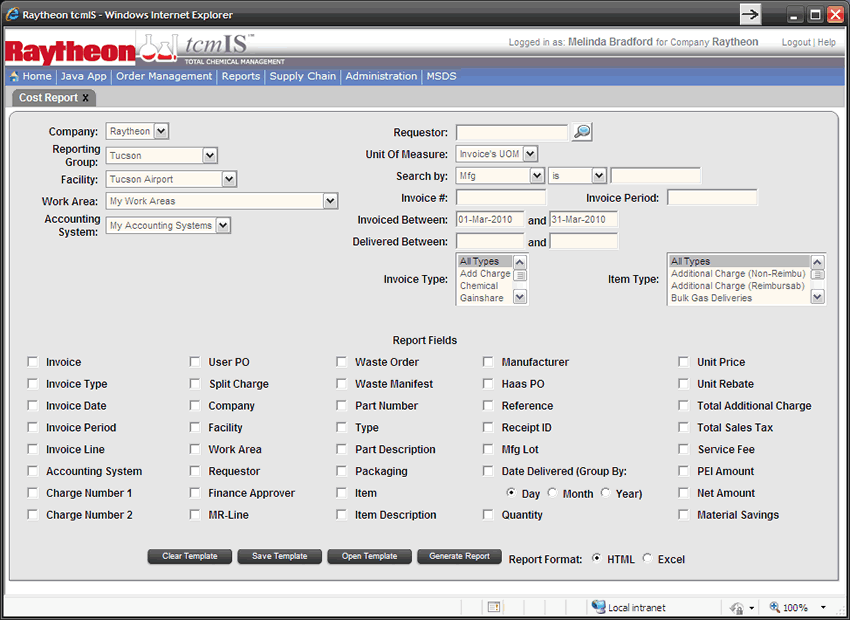 Raytheon tcmIS - Windows Internet Explorer
Raytheon tcmIS™ TOTAL CHEMICAL MANAGEMENT
Logged in as: Melinda Bradford for Company Raytheon Logout | Help
Home Java App Order Management Reports Supply Chain Administration MSDS
Cost Report x
Company: Raytheon
Reporting Group: Tucson
Facility: Tucson Airport
Work Area: My Work Areas
Accounting System: My Accounting Systems
Requestor:
Unit Of Measure: Invoice's UOM
Search by: Mfg is
Invoice #: Invoice Period:
Invoiced Between: 01-Mar-2010 and 31-Mar-2010
Delivered Between: and
Invoice Type:
All Types
Add Charge
Chemical
Gainshare
Item Type:
All Types
Additional Charge (Non-Reimbu)
Additional Charge (Reimbursab)
Bulk Gas Deliveries
Report Fields
Invoice User PO Waste Order Manufacturer Unit Price
Invoice Type Split Charge Waste Manifest Haas PO Unit Rebate
Invoice Date Company Part Number Reference Total Additional Charge
Invoice Period Facility Type Receipt ID Total Sales Tax
Invoice Line Work Area Part Description Mfg Lot Service Fee
Accounting System Requestor Packaging Date Delivered (Group By: PEI Amount
Charge Number 1 Finance Approver Item Day Month Year) Net Amount
Charge Number 2 MR-Line Item Description Quantity Material Savings
Clear Template Save Template Open Template Generate Report Report Format: HTML Excel
Local intranet 100%